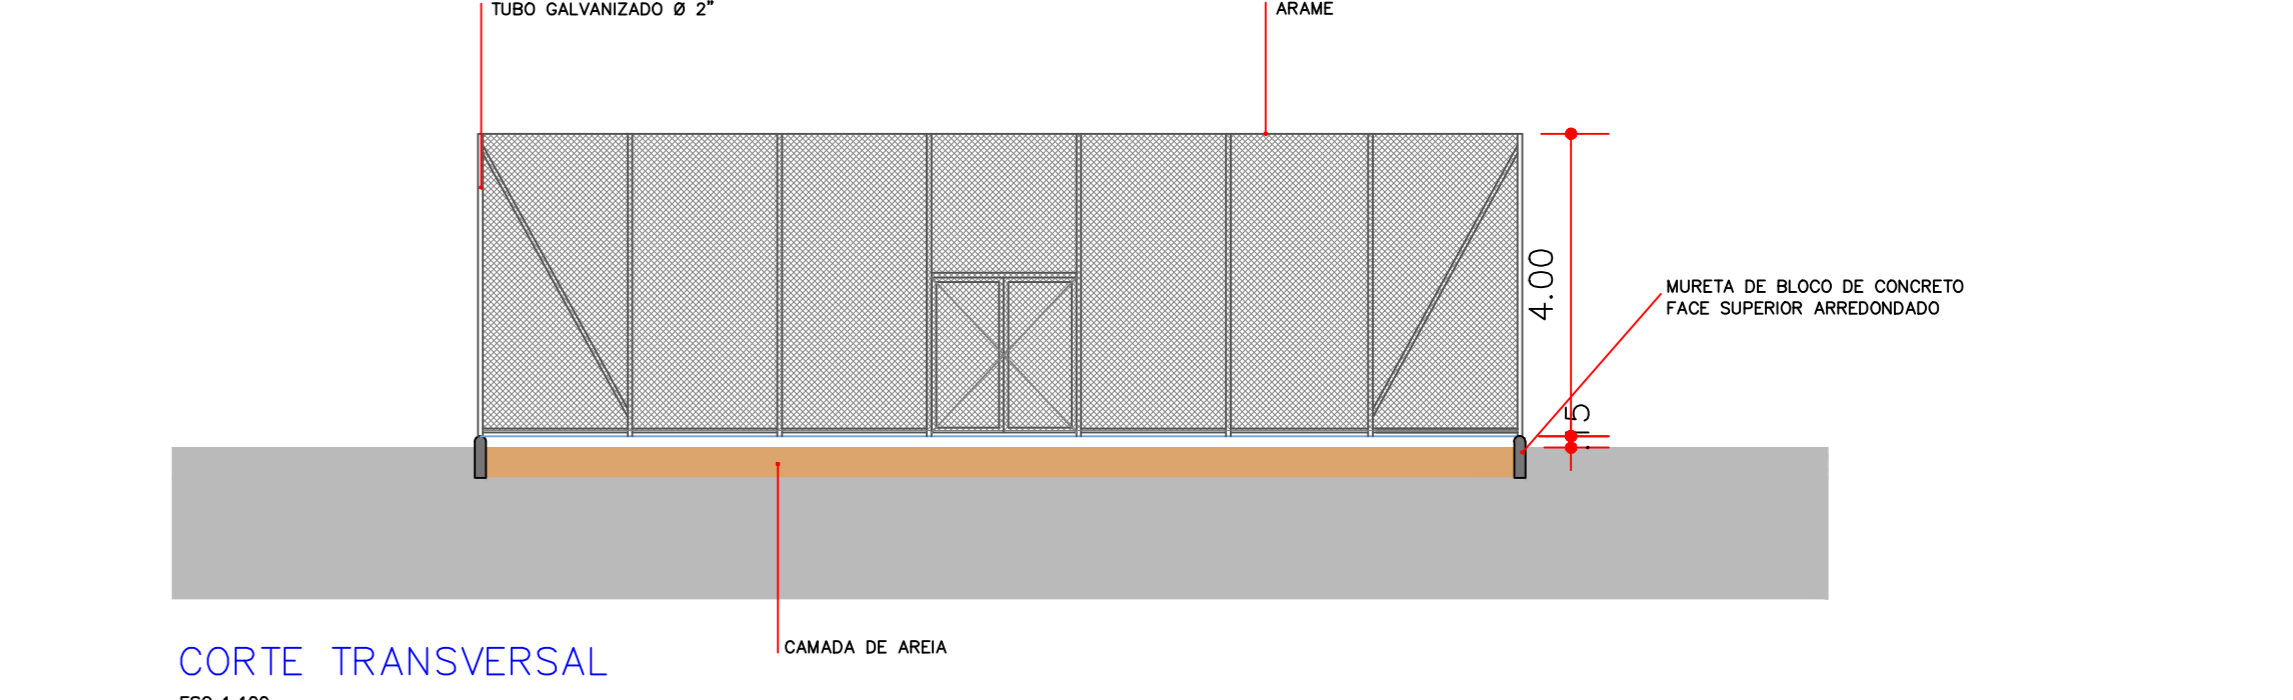 TUBO GALVANIZADO Ø 2"
ARAME
4.00
MURETA DE BLOCO DE CONCRETO
FACE SUPERIOR ARREDONDADO
.15
CAMADA DE AREIA
CORTE TRANSVERSAL